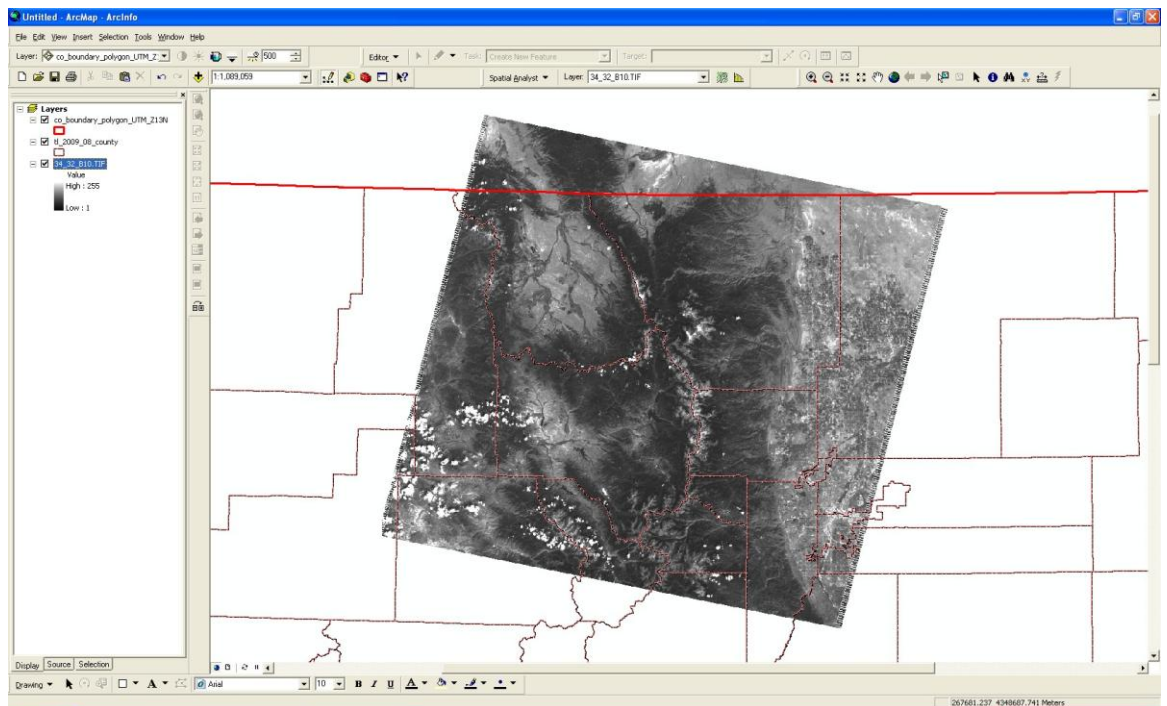 Untitled - ArcMap - ArcInfo
File Edit View Insert Selection Tools Window Help
Layer: co_boundary_polygon_UTM_Z1 500 Editor Task: Create New Feature Target:
1:1,089,059 Spatial Analyst Layer: 34_32_B10.TIF
Layers
co_boundary_polygon_UTM_Z13N
tl_2009_08_county
34_32_B10.TIF
Value
High : 255
Low : 1
Display Source Selection
Drawing A Arial 10 B I U A
267681.237 4348687.741 Meters